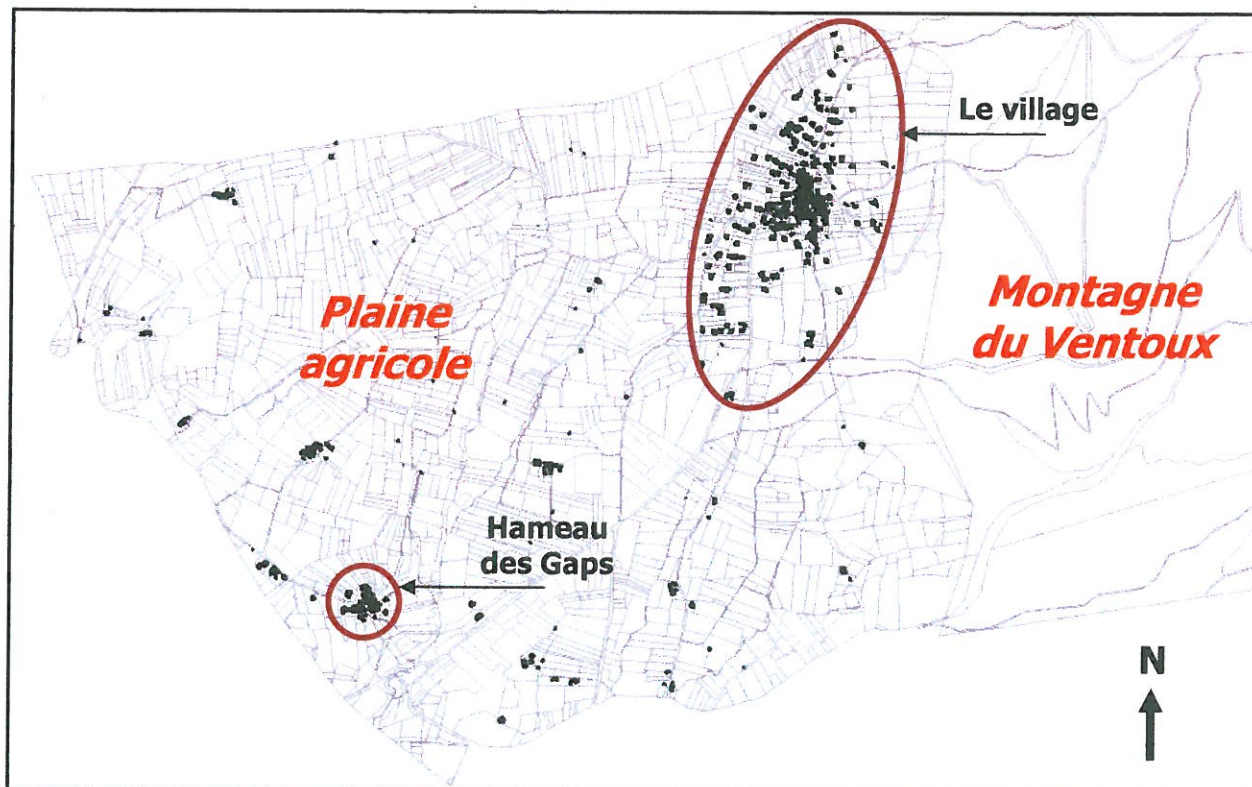 Le village
Plaine
agricole
Montagne
du Ventoux
Hameau
des Gaps
N